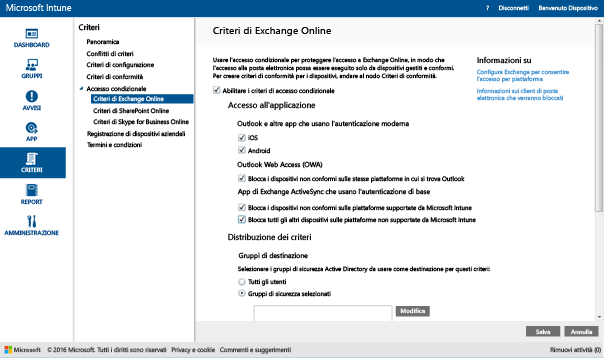 Microsoft Intune
? Disconnetti Benvenuto Dispositivo
DASHBOARD
GRUPPI
AVVISI
APP
CRITERI
REPORT
AMMINISTRAZIONE
Criteri
Panoramica
Conflitti di criteri
Criteri di configurazione
Criteri di conformità
Accesso condizionale
Criteri di Exchange Online
Criteri di SharePoint Online
Criteri di Skype for Business Online
Registrazione di dispositivi aziendali
Termini e condizioni
Criteri di Exchange Online
Usare l'accesso condizionale per proteggere l'accesso a Exchange Online, in modo che
l'accesso alla posta elettronica possa essere eseguito solo da dispositivi gestiti e conformi.
Per creare criteri di conformità per i dispositivi, andare al nodo Criteri di conformità.
Abilitare i criteri di accesso condizionale
Accesso all'applicazione
Outlook e altre app che usano l'autenticazione moderna
iOS
Android
Outlook Web Access (OWA)
Blocca i dispositivi non conformi sulle stesse piattaforme in cui si trova Outlook
App di Exchange ActiveSync che usano l'autenticazione di base
Blocca i dispositivi non conformi sulle piattaforme supportate da Microsoft Intune
Blocca tutti gli altri dispositivi sulle piattaforme non supportate da Microsoft Intune
Distribuzione dei criteri
Gruppi di destinazione
Selezionare i gruppi di sicurezza Active Directory da usare come destinazione per questi criteri:
Tutti gli utenti
Gruppi di sicurezza selezionati
Modifica
Informazioni su
Configura Exchange per consentire
l'accesso per piattaforma
Informazioni sui client di posta
elettronica che verranno bloccati
Salva Annulla
Microsoft © 2016 Microsoft. Tutti i diritti sono riservati Privacy e cookie Commenti e suggerimenti
Rimuovi attività (0)